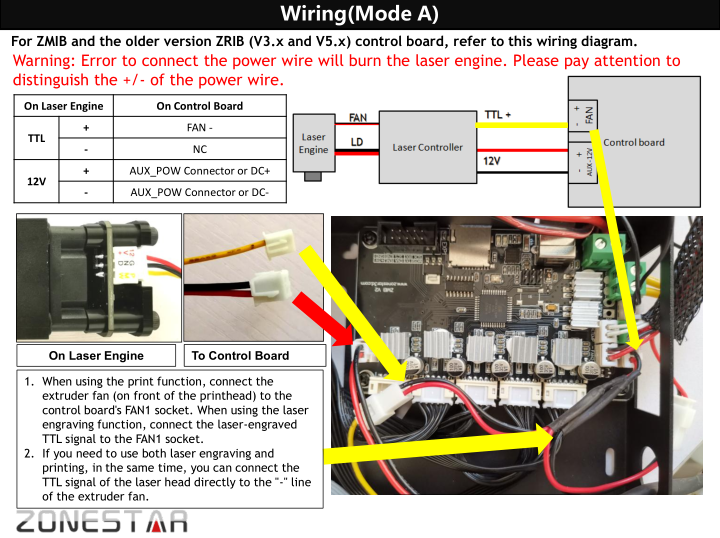 Wiring(Mode A)
For ZMIB and the older version ZRIB (V3.x and V5.x) control board, refer to this wiring diagram.
Warning: Error to connect the power wire will burn the laser engine. Please pay attention to
distinguish the +/- of the power wire.
On Laser Engine On Control Board
TTL + FAN -
- NC
12V + AUX_POW Connector or DC+
- AUX_POW Connector or DC-
Laser
Engine
FAN
LD
Laser Controller
TTL +
12V
+
-
FAN
+
-
AUX-12V
Control board
On Laser Engine
To Control Board
1. When using the print function, connect the
extruder fan (on front of the printhead) to the
control board's FAN1 socket. When using the laser
engraving function, connect the laser-engraved
TTL signal to the FAN1 socket.
2. If you need to use both laser engraving and
printing, in the same time, you can connect the
TTL signal of the laser head directly to the "-" line
of the extruder fan.
ZONESTAR